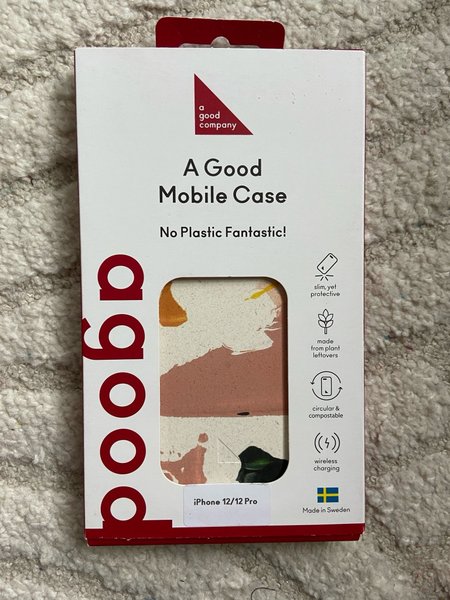 a
good
company
A Good
Mobile Case
No Plastic Fantastic!
agood
slim, yet
protective
made
from plant
leftovers
circular &
compostable
wireless
charging
iPhone 12/12 Pro
Made in Sweden